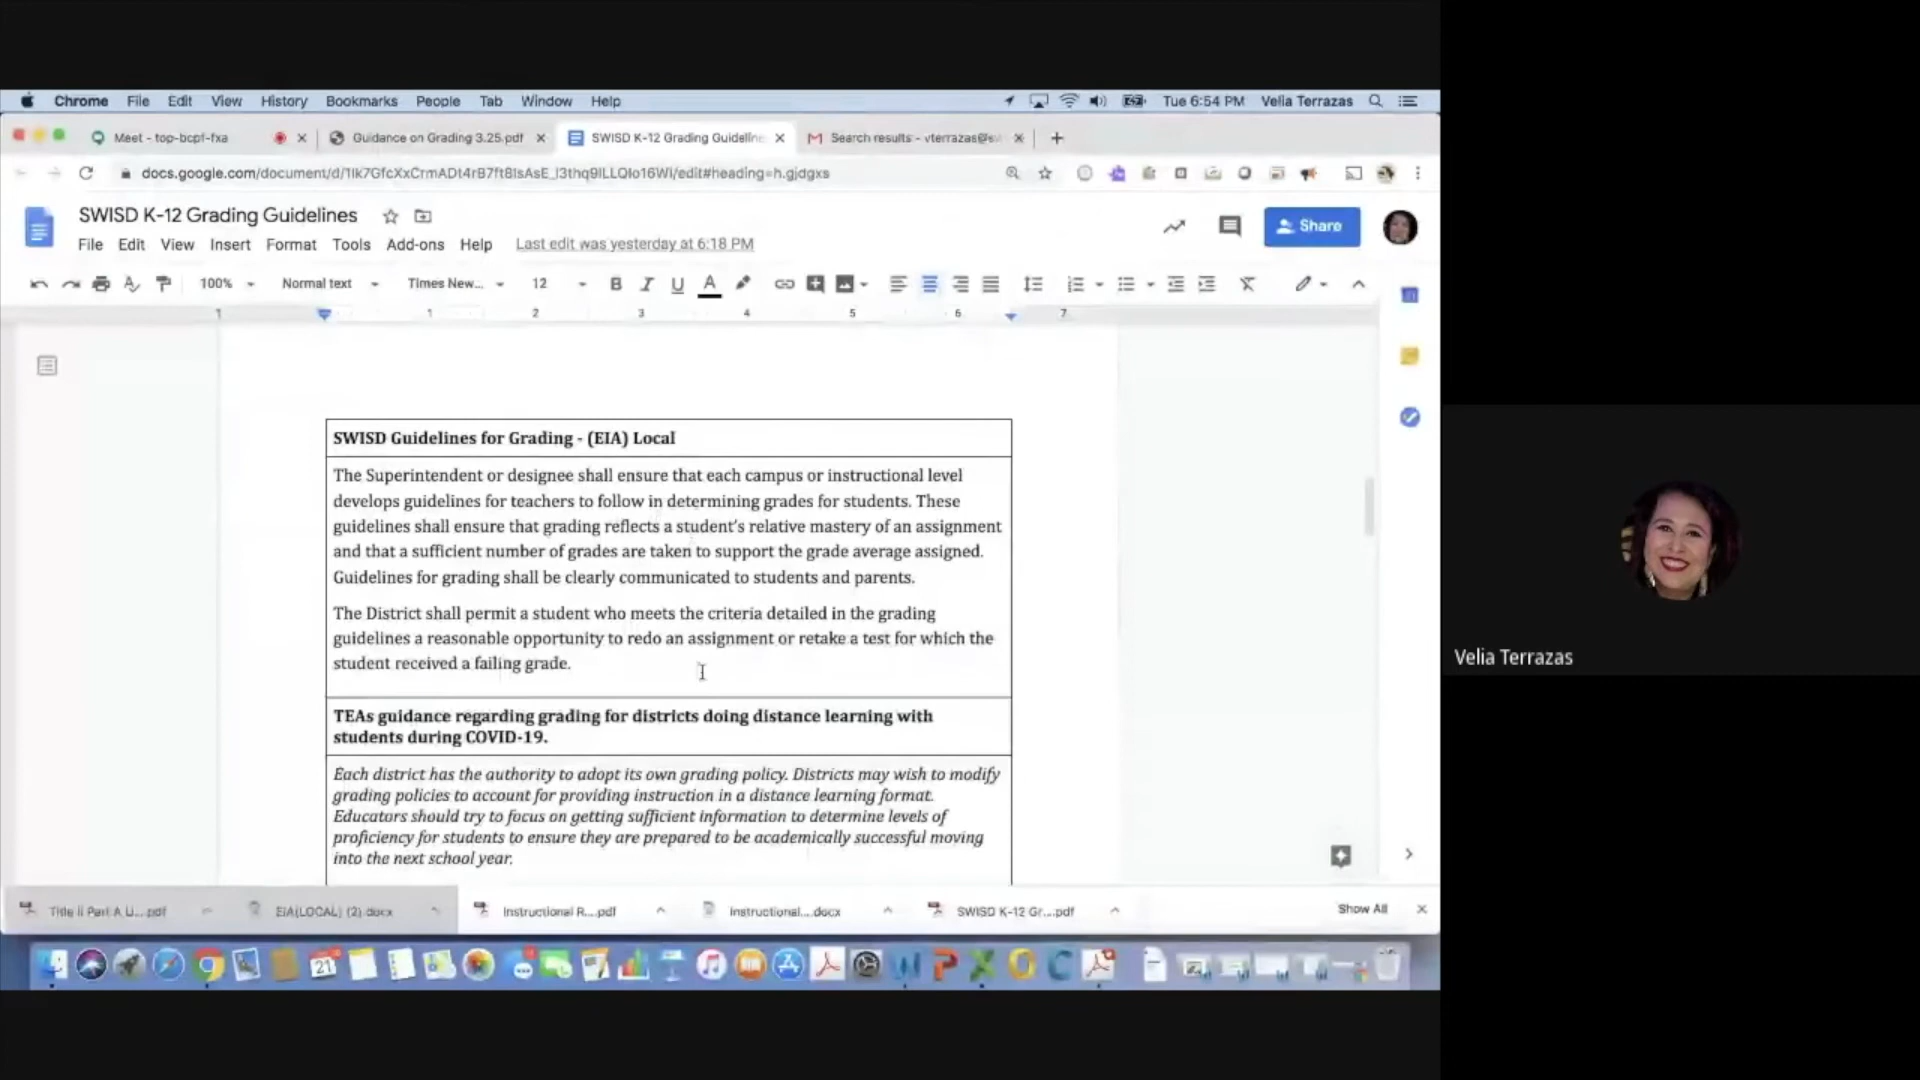 Chrome File Edit View History Bookmarks People Tab Window Help Tue 6:54 PM Velia Terrazas
Meet - top-bcpf-fxa Guidance on Grading 3.25.pdf SWISD K-12 Grading Guideline Search results - vterrazas@sv
SWISD K-12 Grading Guidelines
File Edit View Insert Format Tools Add-ons Help Last edit was yesterday at 6:18 PM
Share
100% Normal text Times New... 12 B I U A
1 1 2 3 4 5 6 7
SWISD Guidelines for Grading - (EIA) Local
The Superintendent or designee shall ensure that each campus or instructional level
develops guidelines for teachers to follow in determining grades for students. These
guidelines shall ensure that grading reflects a student's relative mastery of an assignment
and that a sufficient number of grades are taken to support the grade average assigned.
Guidelines for grading shall be clearly communicated to students and parents.
The District shall permit a student who meets the criteria detailed in the grading
guidelines a reasonable opportunity to redo an assignment or retake a test for which the
student received a failing grade.
TEAs guidance regarding grading for districts doing distance learning with
students during COVID-19.
Each district has the authority to adopt its own grading policy. Districts may wish to modify
grading policies to account for providing instruction in a distance learning format.
Educators should try to focus on getting sufficient information to determine levels of
proficiency for students to ensure they are prepared to be academically successful moving
into the next school year.
Title II Part A U....pdf EIA(LOCAL) (2).docx Instructional R....pdf Instructional....docx SWISD K-12 Gr....pdf Show All
21
Velia Terrazas